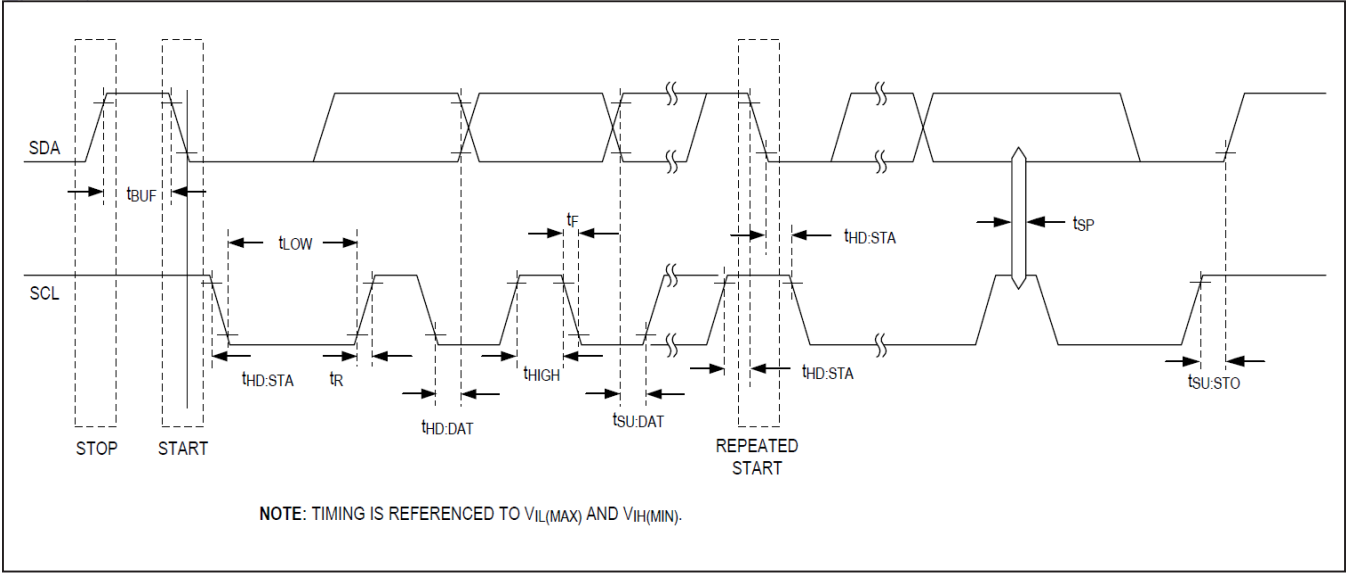 SDA
tBUF
tF
tLOW
tHD:STA
tSP
SCL
tHD:STA
tR
tHIGH
tHD:STA
tSU:STO
tHD:DAT
tSU:DAT
STOP
START
REPEATED
START
NOTE: TIMING IS REFERENCED TO VIL(MAX) AND VIH(MIN).